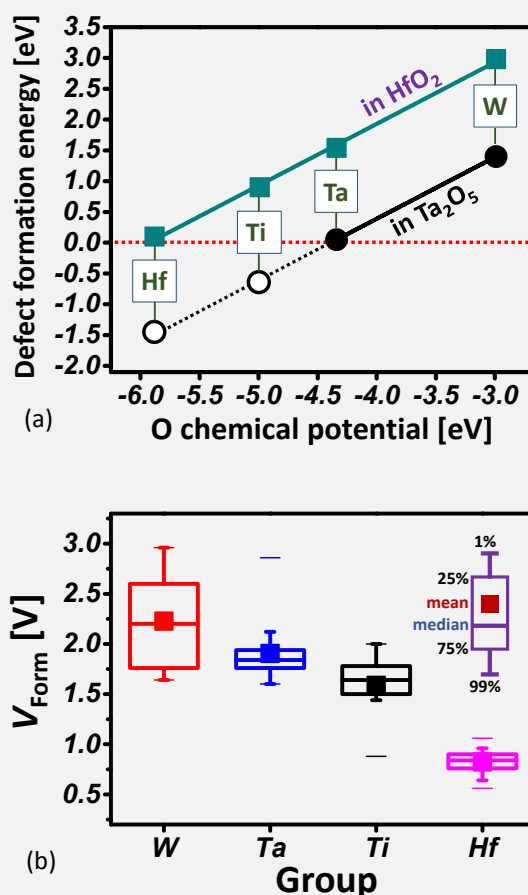 Defect formation energy [eV]
3.5
3.0
2.5
2.0
1.5
1.0
0.5
0.0
-0.5
-1.0
-1.5
-2.0
in HfO2
W
Ta
in Ta2O5
Ti
Hf
-6.0 -5.5 -5.0 -4.5 -4.0 -3.5 -3.0
(a)
O chemical potential [eV]
VForm [V]
3.0
2.5
2.0
1.5
1.0
0.5
1%
25%
mean
median
75%
99%
W Ta Ti Hf
(b)
Group